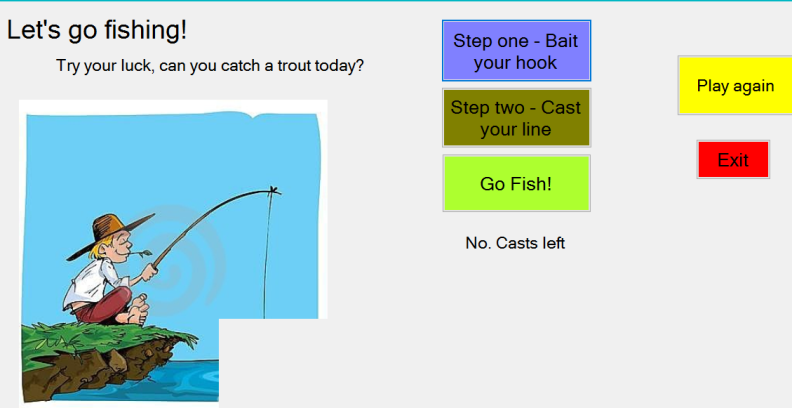 Let's go fishing!
Try your luck, can you catch a trout today?
Step one - Bait
your hook
Step two - Cast
your line
Go Fish!
No. Casts left
Play again
Exit